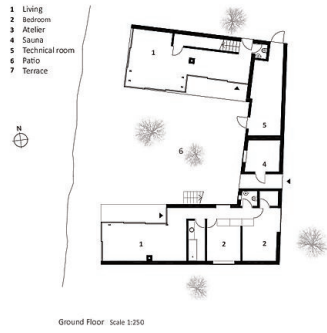 1 Living
2 Bedroom
3 Atelier
4 Sauna
5 Technical room
6 Patio
7 Terrace
N
1
5
6
4
1
2
2
Ground Floor Scale 1:250